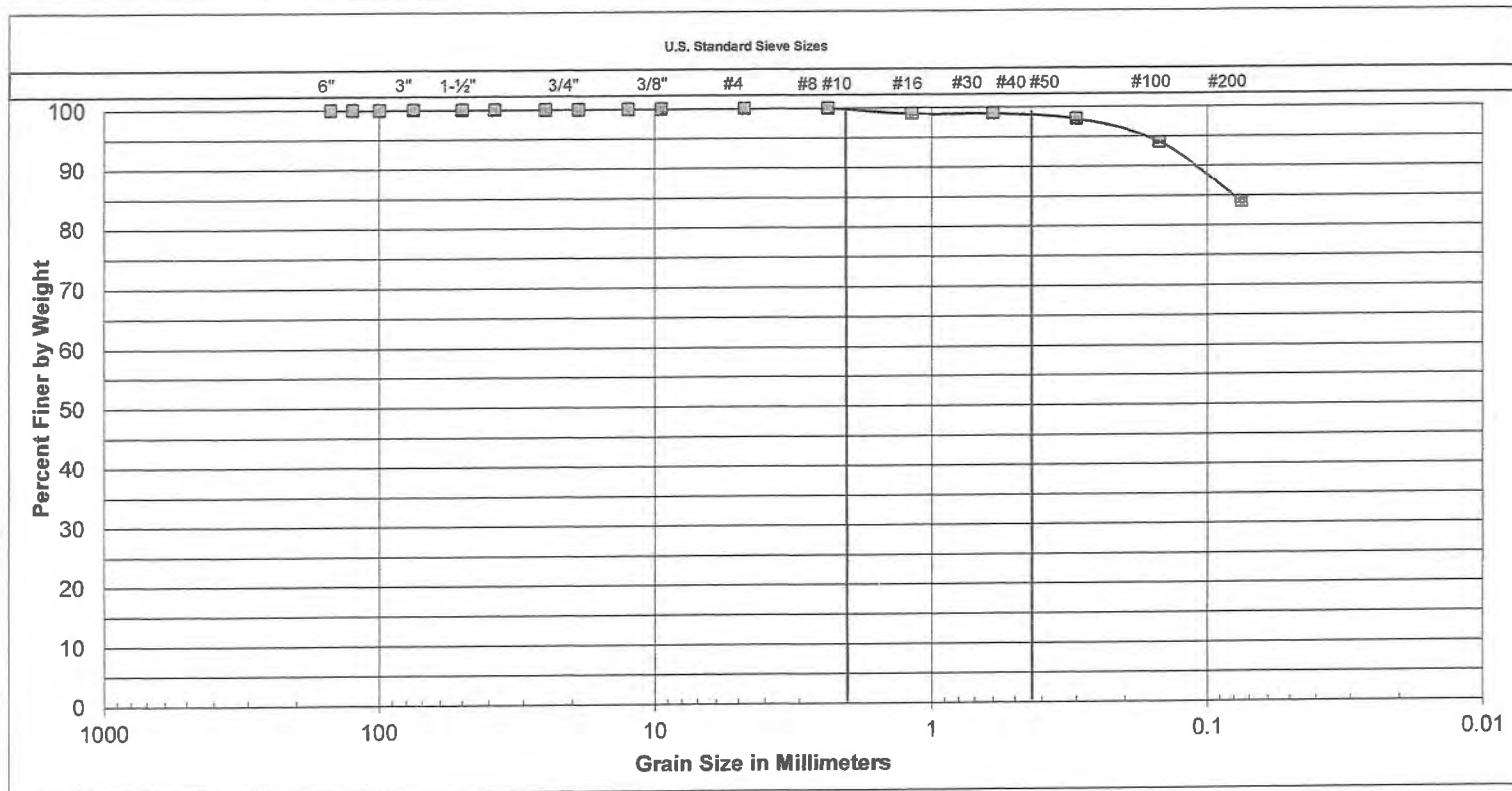 U.S. Standard Sieve Sizes
6" 3" 1-½" 3/4" 3/8" #4 #8 #10 #16 #30 #40 #50 #100 #200
100
90
80
70
60
50
40
30
20
10
0
Percent Finer by Weight
1000 100 10 1 0.1 0.01
Grain Size in Millimeters